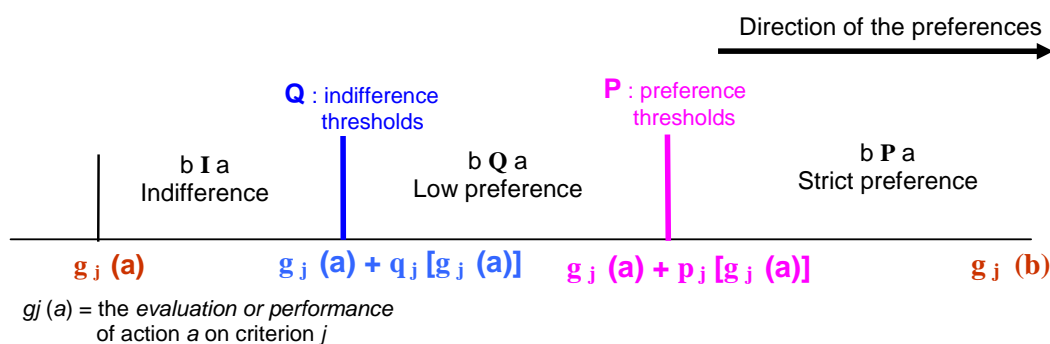 Direction of the preferences
Q : indifference
thresholds
P : preference
thresholds
b I a
Indifference
b Q a
Low preference
b P a
Strict preference
g j (a)
g j (a) + q j [g j (a)]
g j (a) + p j [g j (a)]
g j (b)
gj (a) = the evaluation or performance
of action a on criterion j